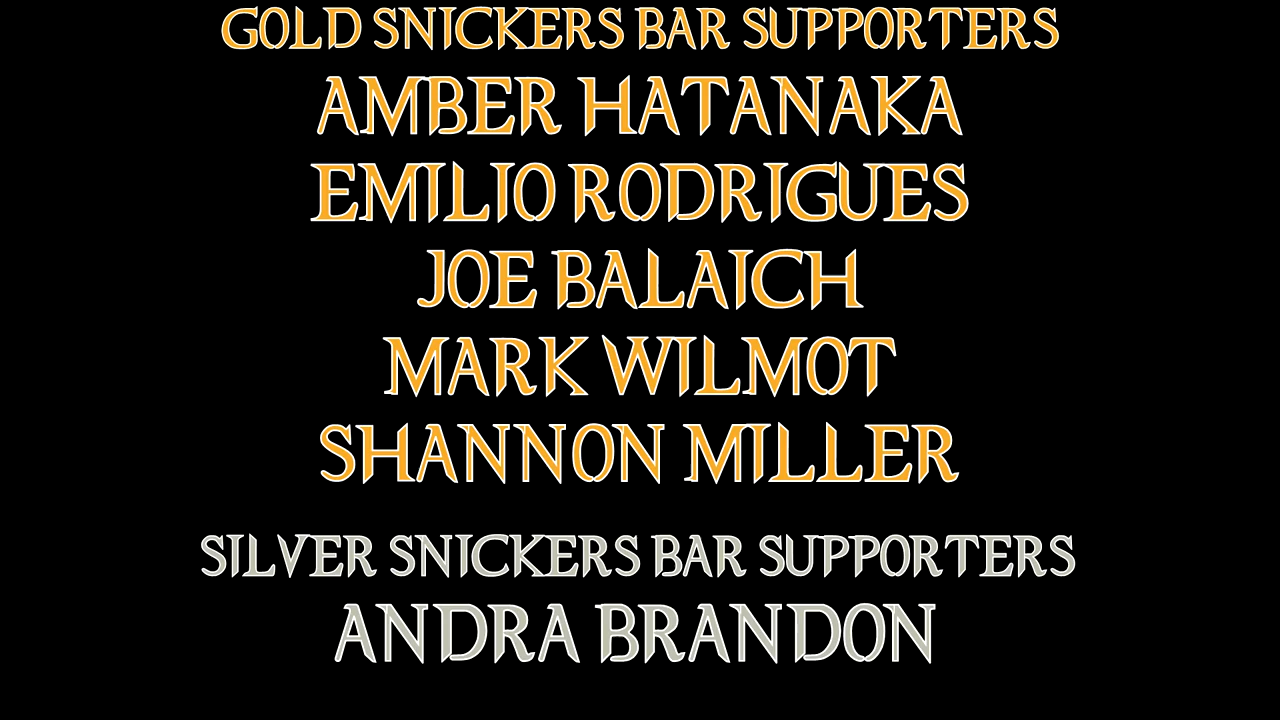 GOLD SNICKERS BAR SUPPORTERS
AMBER HATANAKA
EMILIO RODRIGUES
JOE BALAICH
MARK WILMOT
SHANNON MILLER
SILVER SNICKERS BAR SUPPORTERS
ANDRA BRANDON